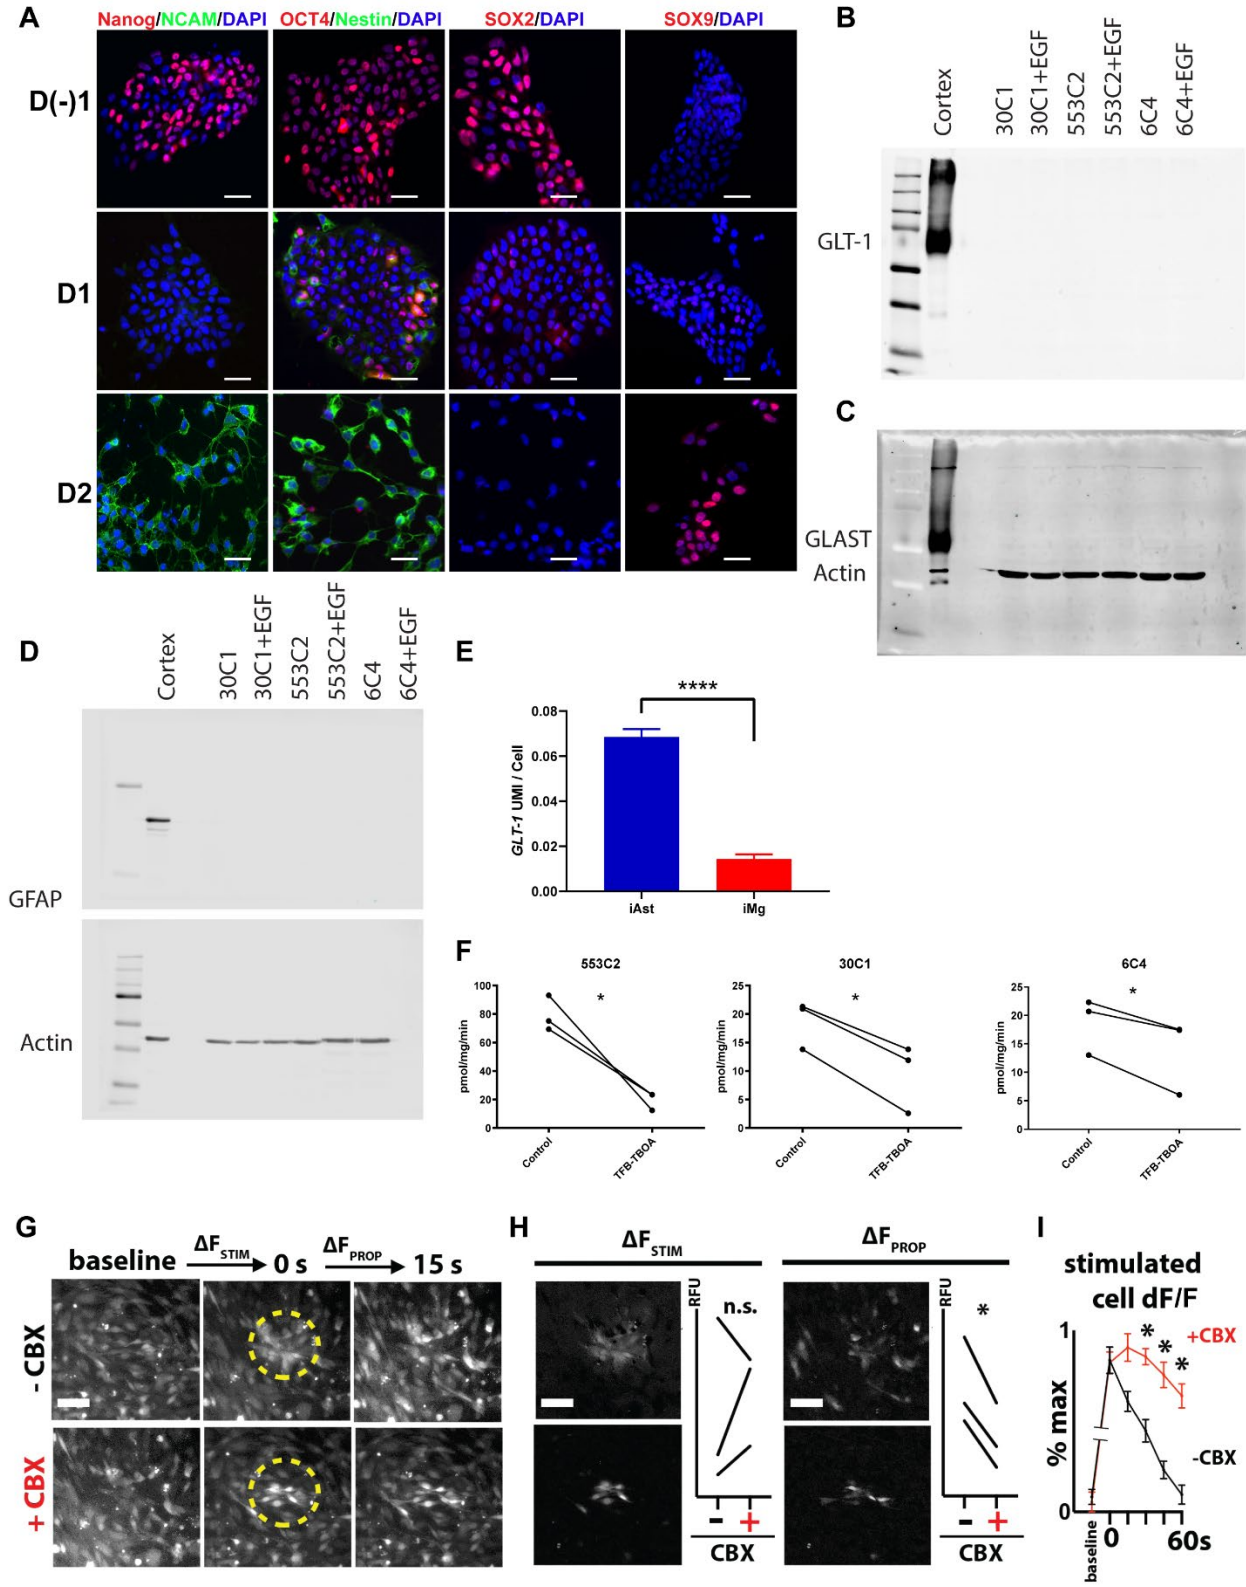 A
Nanog/NCAM/DAPI
OCT4/Nestin/DAPI
SOX2/DAPI
SOX9/DAPI
D(-)1
D1
D2
B
Cortex
30C1
30C1+EGF
553C2
553C2+EGF
6C4
6C4+EGF
GLT-1
C
GLAST
Actin
D
Cortex
30C1
30C1+EGF
553C2
553C2+EGF
6C4
6C4+EGF
GFAP
Actin
E
****
GLT-1 UMI / Cell
0.08
0.06
0.04
0.02
0.00
iAst
iMg
F
553C2
*
pmol/mg/min
100
80
60
40
20
0
Control
TFB-TBOA
30C1
*
pmol/mg/min
25
20
15
10
5
0
Control
TFB-TBOA
6C4
*
pmol/mg/min
25
20
15
10
5
0
Control
TFB-TBOA
G
baseline ΔFSTIM 0 s ΔFPROP 15 s
- CBX
+ CBX
H
ΔFSTIM
RFU
n.s.
- +
CBX
ΔFPROP
RFU
*
- +
CBX
I
stimulated
cell dF/F
1
+CBX
* * *
% max
-CBX
0
baseline
0 60s